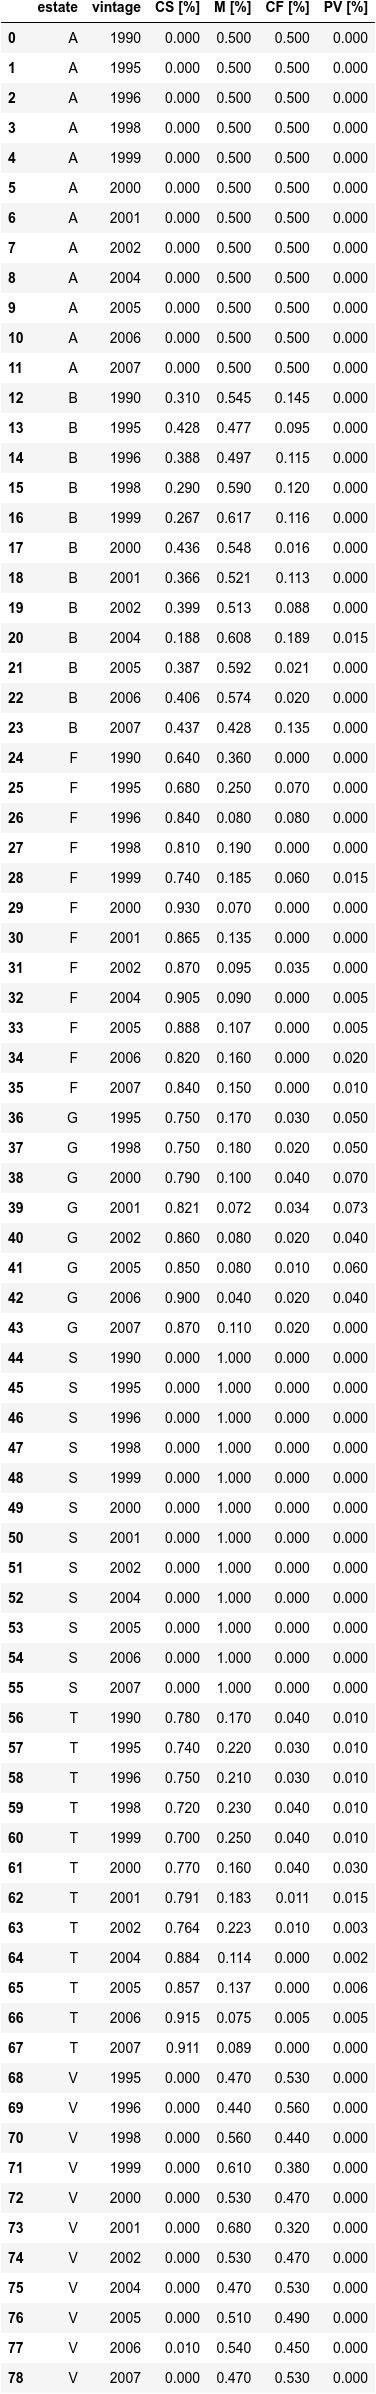 estate vintage CS [%] M [%] CF [%] PV [%]
0 A 1990 0.000 0.500 0.500 0.000
1 A 1995 0.000 0.500 0.500 0.000
2 A 1996 0.000 0.500 0.500 0.000
3 A 1998 0.000 0.500 0.500 0.000
4 A 1999 0.000 0.500 0.500 0.000
5 A 2000 0.000 0.500 0.500 0.000
6 A 2001 0.000 0.500 0.500 0.000
7 A 2002 0.000 0.500 0.500 0.000
8 A 2004 0.000 0.500 0.500 0.000
9 A 2005 0.000 0.500 0.500 0.000
10 A 2006 0.000 0.500 0.500 0.000
11 A 2007 0.000 0.500 0.500 0.000
12 B 1990 0.310 0.545 0.145 0.000
13 B 1995 0.428 0.477 0.095 0.000
14 B 1996 0.388 0.497 0.115 0.000
15 B 1998 0.290 0.590 0.120 0.000
16 B 1999 0.267 0.617 0.116 0.000
17 B 2000 0.436 0.548 0.016 0.000
18 B 2001 0.366 0.521 0.113 0.000
19 B 2002 0.399 0.513 0.088 0.000
20 B 2004 0.188 0.608 0.189 0.015
21 B 2005 0.387 0.592 0.021 0.000
22 B 2006 0.406 0.574 0.020 0.000
23 B 2007 0.437 0.428 0.135 0.000
24 F 1990 0.640 0.360 0.000 0.000
25 F 1995 0.680 0.250 0.070 0.000
26 F 1996 0.840 0.080 0.080 0.000
27 F 1998 0.810 0.190 0.000 0.000
28 F 1999 0.740 0.185 0.060 0.015
29 F 2000 0.930 0.070 0.000 0.000
30 F 2001 0.865 0.135 0.000 0.000
31 F 2002 0.870 0.095 0.035 0.000
32 F 2004 0.905 0.090 0.000 0.005
33 F 2005 0.888 0.107 0.000 0.005
34 F 2006 0.820 0.160 0.000 0.020
35 F 2007 0.840 0.150 0.000 0.010
36 G 1995 0.750 0.170 0.030 0.050
37 G 1998 0.750 0.180 0.020 0.050
38 G 2000 0.790 0.100 0.040 0.070
39 G 2001 0.821 0.072 0.034 0.073
40 G 2002 0.860 0.080 0.020 0.040
41 G 2005 0.850 0.080 0.010 0.060
42 G 2006 0.900 0.040 0.020 0.040
43 G 2007 0.870 0.110 0.020 0.000
44 S 1990 0.000 1.000 0.000 0.000
45 S 1995 0.000 1.000 0.000 0.000
46 S 1996 0.000 1.000 0.000 0.000
47 S 1998 0.000 1.000 0.000 0.000
48 S 1999 0.000 1.000 0.000 0.000
49 S 2000 0.000 1.000 0.000 0.000
50 S 2001 0.000 1.000 0.000 0.000
51 S 2002 0.000 1.000 0.000 0.000
52 S 2004 0.000 1.000 0.000 0.000
53 S 2005 0.000 1.000 0.000 0.000
54 S 2006 0.000 1.000 0.000 0.000
55 S 2007 0.000 1.000 0.000 0.000
56 T 1990 0.780 0.170 0.040 0.010
57 T 1995 0.740 0.220 0.030 0.010
58 T 1996 0.750 0.210 0.030 0.010
59 T 1998 0.720 0.230 0.040 0.010
60 T 1999 0.700 0.250 0.040 0.010
61 T 2000 0.770 0.160 0.040 0.030
62 T 2001 0.791 0.183 0.011 0.015
63 T 2002 0.764 0.223 0.010 0.003
64 T 2004 0.884 0.114 0.000 0.002
65 T 2005 0.857 0.137 0.000 0.006
66 T 2006 0.915 0.075 0.005 0.005
67 T 2007 0.911 0.089 0.000 0.000
68 V 1995 0.000 0.470 0.530 0.000
69 V 1996 0.000 0.440 0.560 0.000
70 V 1998 0.000 0.560 0.440 0.000
71 V 1999 0.000 0.610 0.380 0.000
72 V 2000 0.000 0.530 0.470 0.000
73 V 2001 0.000 0.680 0.320 0.000
74 V 2002 0.000 0.530 0.470 0.000
75 V 2004 0.000 0.470 0.530 0.000
76 V 2005 0.000 0.510 0.490 0.000
77 V 2006 0.010 0.540 0.450 0.000
78 V 2007 0.000 0.470 0.530 0.000